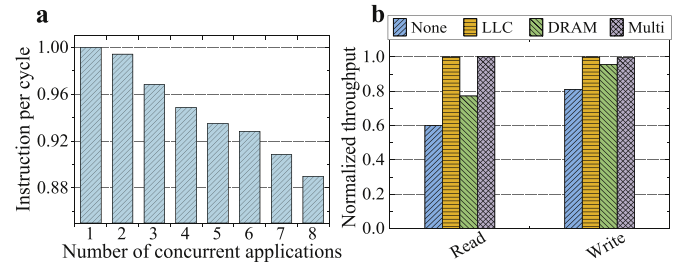 a
1.00
0.96
0.92
0.88
Instruction per cycle
1 2 3 4 5 6 7 8
Number of concurrent applications
b
None LLC DRAM Multi
1.0
0.8
0.6
0.4
0.2
0.0
Normalized throughput
Read Write